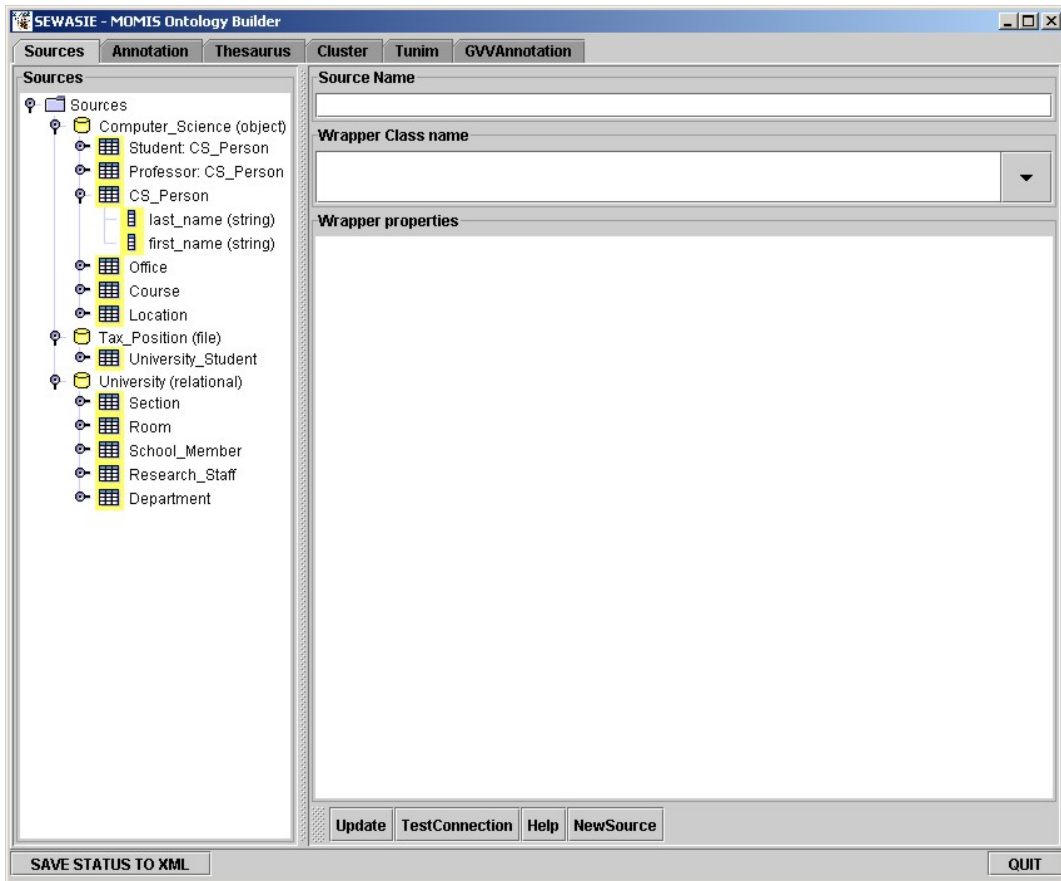 SEWASIE - MOMIS Ontology Builder
Sources Annotation Thesaurus Cluster Tunim GVVAnnotation
Sources
Sources
Computer_Science (object)
Student: CS_Person
Professor: CS_Person
CS_Person
last_name (string)
first_name (string)
Office
Course
Location
Tax_Position (file)
University_Student
University (relational)
Section
Room
School_Member
Research_Staff
Department
Source Name
Wrapper Class name
Wrapper properties
Update TestConnection Help NewSource
SAVE STATUS TO XML QUIT